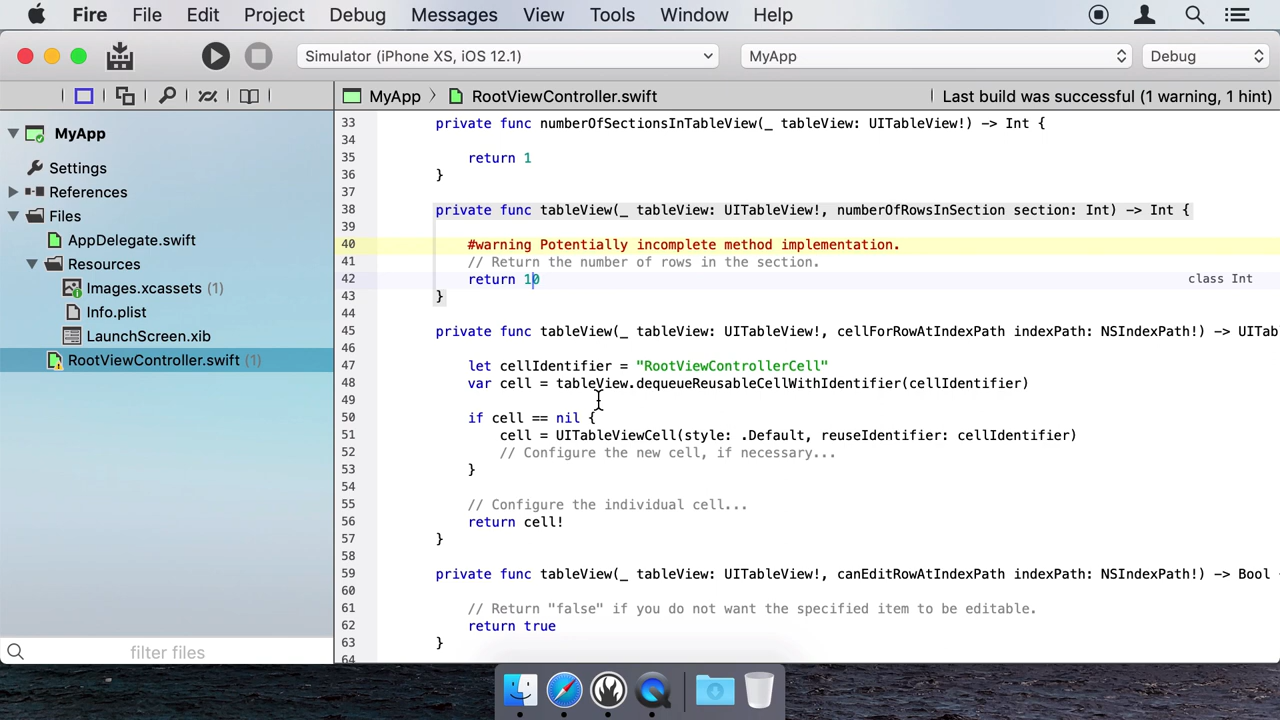 Fire File Edit Project Debug Messages View Tools Window Help
Simulator (iPhone XS, iOS 12.1) MyApp Debug
MyApp RootViewController.swift Last build was successful (1 warning, 1 hint)
MyApp
Settings
References
Files
AppDelegate.swift
Resources
Images.xcassets (1)
Info.plist
LaunchScreen.xib
RootViewController.swift (1)
filter files
33 private func numberOfSectionsInTableView(_ tableView: UITableView!) -> Int {
34
35 return 1
36 }
37
38 private func tableView(_ tableView: UITableView!, numberOfRowsInSection section: Int) -> Int {
39
40 #warning Potentially incomplete method implementation.
41 // Return the number of rows in the section.
42 return 10 class Int
43 }
44
45 private func tableView(_ tableView: UITableView!, cellForRowAtIndexPath indexPath: NSIndexPath!) -> UITab
46
47 let cellIdentifier = "RootViewControllerCell"
48 var cell = tableView.dequeueReusableCellWithIdentifier(cellIdentifier)
49
50 if cell == nil {
51 cell = UITableViewCell(style: .Default, reuseIdentifier: cellIdentifier)
52 // Configure the new cell, if necessary...
53 }
54
55 // Configure the individual cell...
56 return cell!
57 }
58
59 private func tableView(_ tableView: UITableView!, canEditRowAtIndexPath indexPath: NSIndexPath!) -> Bool
60
61 // Return "false" if you do not want the specified item to be editable.
62 return true
63 }
64